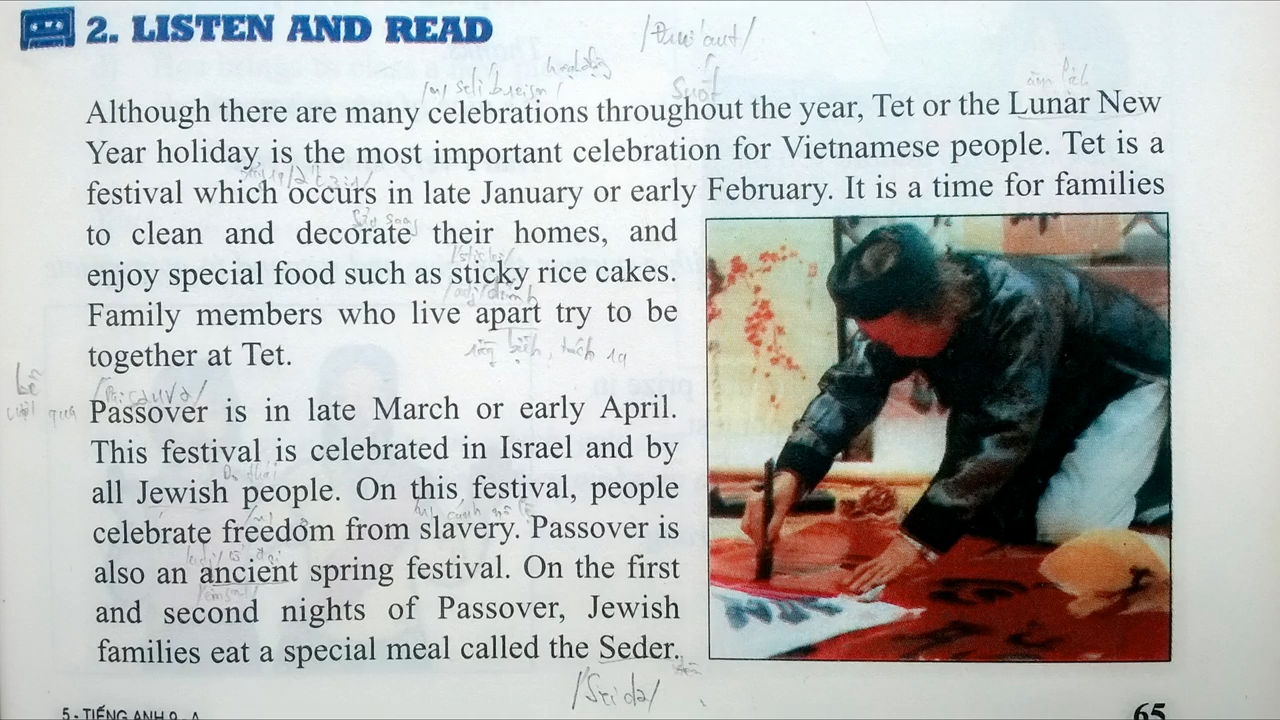 2. LISTEN AND READ
Although there are many celebrations throughout the year, Tet or the Lunar New
Year holiday is the most important celebration for Vietnamese people. Tet is a
festival which occurs in late January or early February. It is a time for families
to clean and decorate their homes, and
enjoy special food such as sticky rice cakes.
Family members who live apart try to be
together at Tet.
Passover is in late March or early April.
This festival is celebrated in Israel and by
all Jewish people. On this festival, people
celebrate freedom from slavery. Passover is
also an ancient spring festival. On the first
and second nights of Passover, Jewish
families eat a special meal called the Seder.
5 - TIẾNG ANH 9 - A
65